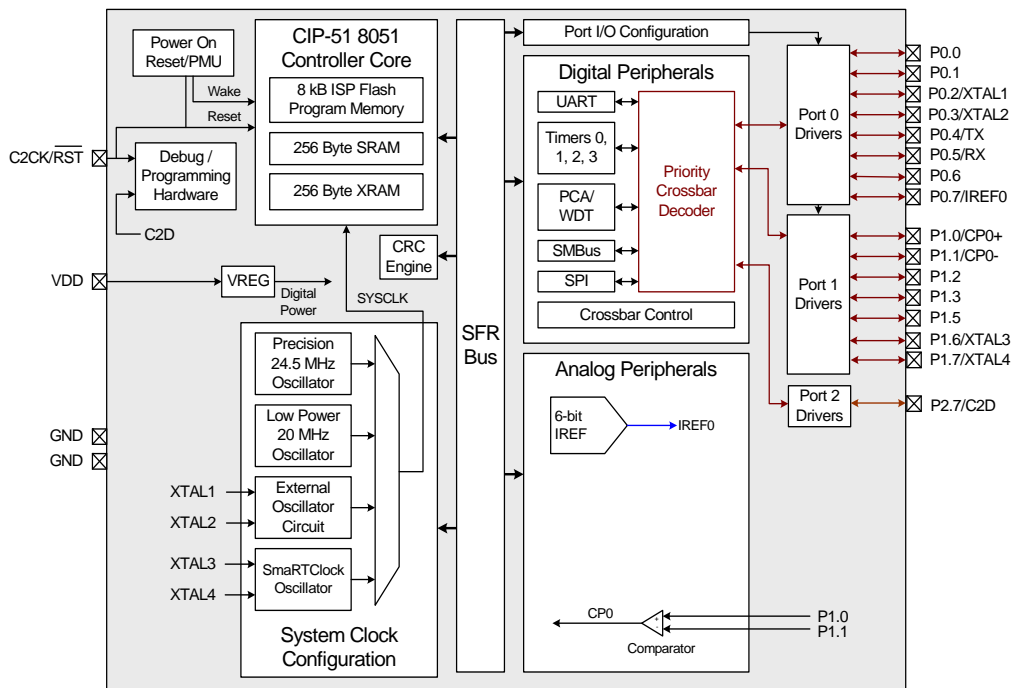 Power On
Reset/PMU
Wake
Reset
C2CK/RST
Debug /
Programming
Hardware
C2D
VDD
VREG
Digital
Power
GND
GND
CIP-51 8051
Controller Core
8 kB ISP Flash
Program Memory
256 Byte SRAM
256 Byte XRAM
CRC
Engine
SYSCLK
Precision
24.5 MHz
Oscillator
Low Power
20 MHz
Oscillator
External
Oscillator
Circuit
SmaRTClock
Oscillator
XTAL1
XTAL2
XTAL3
XTAL4
System Clock
Configuration
SFR
Bus
Port I/O Configuration
Digital Peripherals
UART
Timers 0,
1, 2, 3
PCA/
WDT
SMBus
SPI
Priority
Crossbar
Decoder
Crossbar Control
Analog Peripherals
6-bit
IREF
IREF0
CP0
+
-
Comparator
P1.0
P1.1
Port 0
Drivers
Port 1
Drivers
Port 2
Drivers
P0.0
P0.1
P0.2/XTAL1
P0.3/XTAL2
P0.4/TX
P0.5/RX
P0.6
P0.7/IREF0
P1.0/CP0+
P1.1/CP0-
P1.2
P1.3
P1.5
P1.6/XTAL3
P1.7/XTAL4
P2.7/C2D